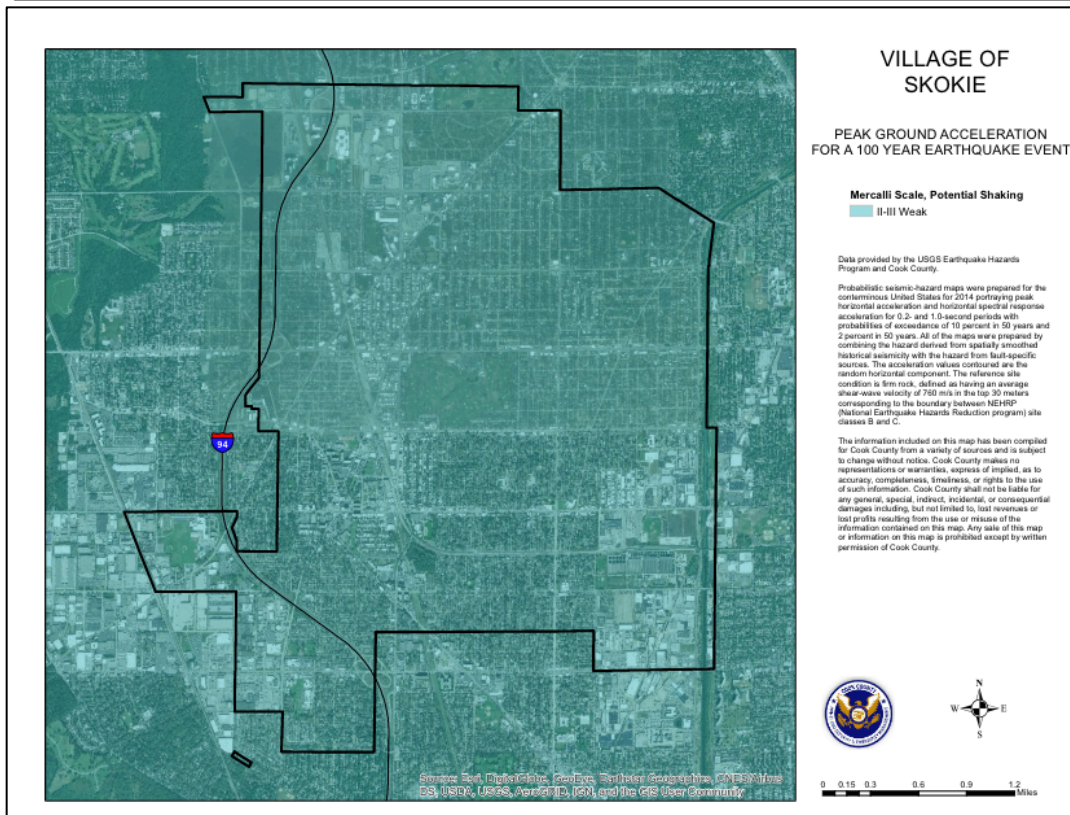 VILLAGE OF
SKOKIE
PEAK GROUND ACCELERATION
FOR A 100 YEAR EARTHQUAKE EVENT
Mercalli Scale, Potential Shaking
II-III Weak
Data provided by the USGS Earthquake Hazards
Program and Cook County.
Probabilistic seismic-hazard maps were prepared for the
conterminous United States for 2014 portraying peak
horizontal acceleration and horizontal spectral response
acceleration for 0.2- and 1.0-second periods with
probabilities of exceedance of 10 percent in 50 years and
2 percent in 50 years. All of the maps were prepared by
combining the hazard derived from spatially smoothed
historical seismicity with the hazard from fault-specific
sources. The acceleration values contoured are the
random horizontal component. The reference site
condition is firm rock, defined as having an average
shear-wave velocity of 760 m/s in the top 30 meters
corresponding to the boundary between NEHRP
(National Earthquake Hazards Reduction program) site
classes B and C.
The information included on this map has been compiled
for Cook County from a variety of sources and is subject
to change without notice. Cook County makes no
representations or warranties, express of implied, as to
accuracy, completeness, timeliness, or rights to the use
of such information. Cook County shall not be liable for
any general, special, indirect, incidental, or consequential
damages including, but not limited to, lost revenues or
lost profits resulting from the use or misuse of the
information contained on this map. Any sale of this map
or information on this map is prohibited except by written
permission of Cook County.
94
COOK COUNTY
N
W E
S
0 0.15 0.3 0.6 0.9 1.2
Miles
Source: Esri, DigitalGlobe, GeoEye, Earthstar Geographics, CNES/Airbus
DS, USDA, USGS, AeroGRID, IGN, and the GIS User Community